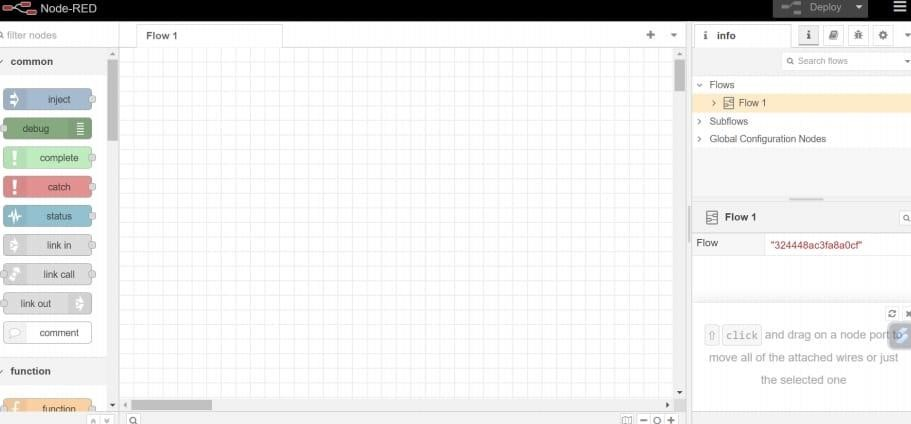 Node-RED
Deploy
filter nodes
Flow 1
info
Search flows
common
inject
debug
complete
catch
status
link in
link call
link out
comment
function
function
Flows
Flow 1
Subflows
Global Configuration Nodes
Flow 1
Flow "324448ac3fa8a0cf"
click and drag on a node port to
move all of the attached wires or just
the selected one